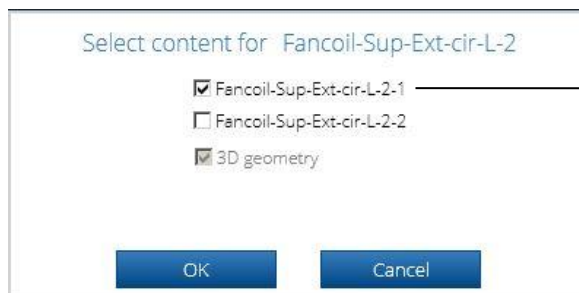 Select content for Fancoil-Sup-Ext-cir-L-2
Fancoil-Sup-Ext-cir-L-2-1
Fancoil-Sup-Ext-cir-L-2-2
3D geometry
OK Cancel